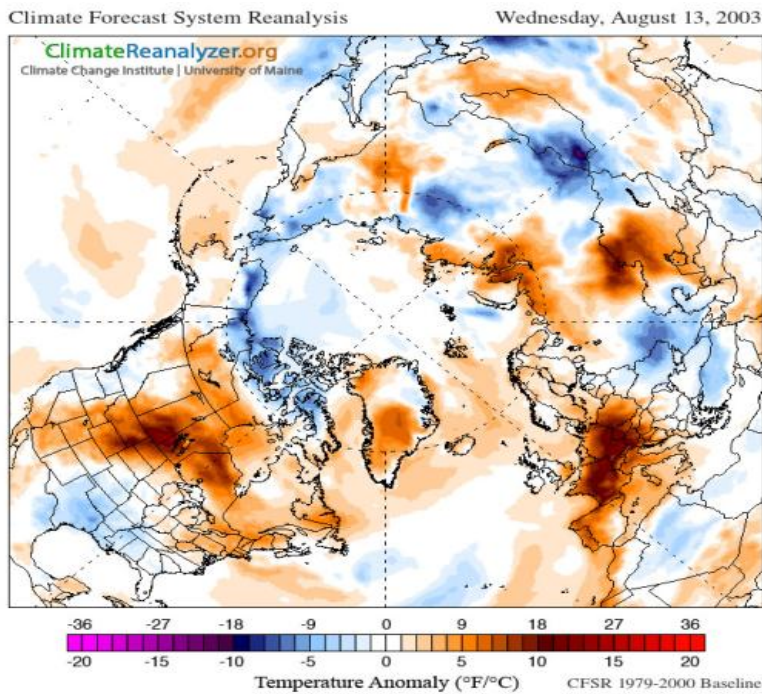 Climate Forecast System Reanalysis Wednesday, August 13, 2003
ClimateReanalyzer.org
Climate Change Institute | University of Maine
-36 -27 -18 -9 0 9 18 27 36
-20 -15 -10 -5 0 5 10 15 20
Temperature Anomaly (°F/°C) CFSR 1979-2000 Baseline